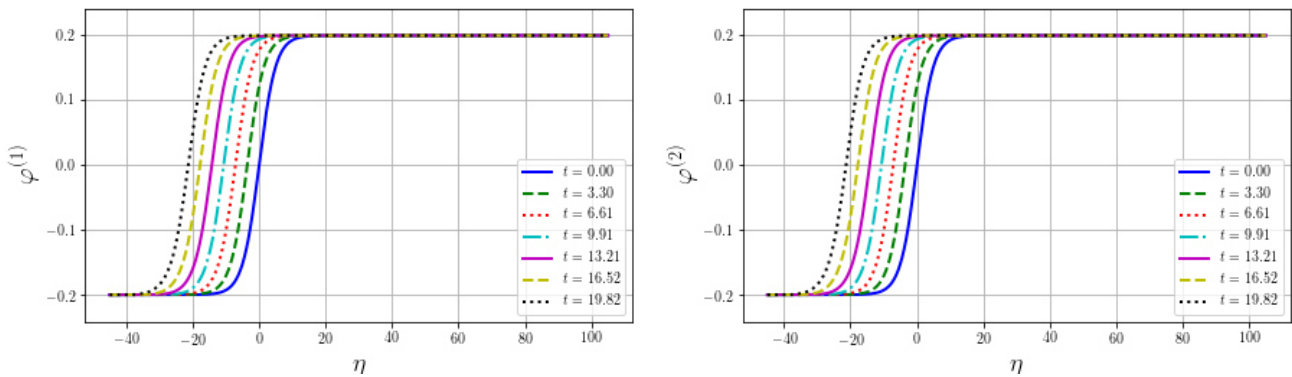 0.2
0.1
0.0
−0.1
−0.2
φ(1)
−40
−20
0
20
40
60
80
100
η
t = 0.00
t = 3.30
t = 6.61
t = 9.91
t = 13.21
t = 16.52
t = 19.82
0.2
0.1
0.0
−0.1
−0.2
φ(2)
−40
−20
0
20
40
60
80
100
η
t = 0.00
t = 3.30
t = 6.61
t = 9.91
t = 13.21
t = 16.52
t = 19.82